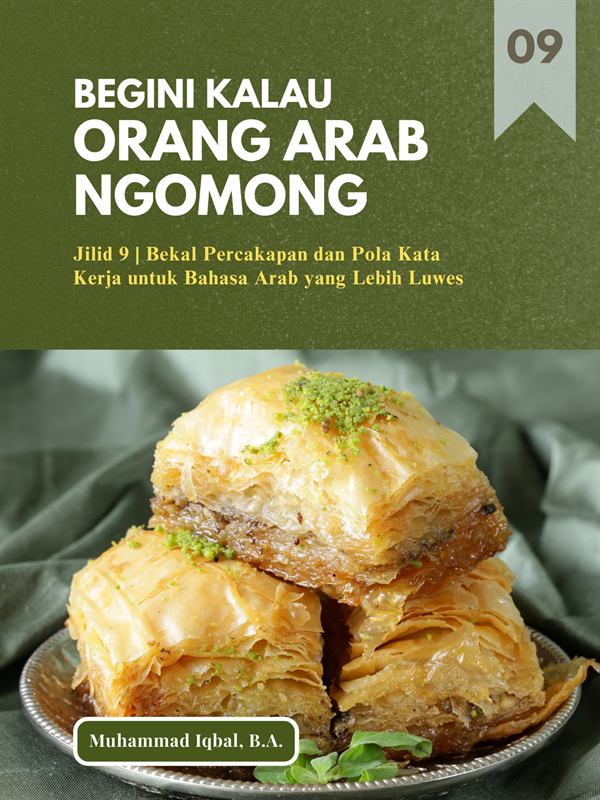 09
BEGINI KALAU
ORANG ARAB
NGOMONG
Jilid 9 | Bekal Percakapan dan Pola Kata
Kerja untuk Bahasa Arab yang Lebih Luwes
Muhammad Iqbal, B.A.